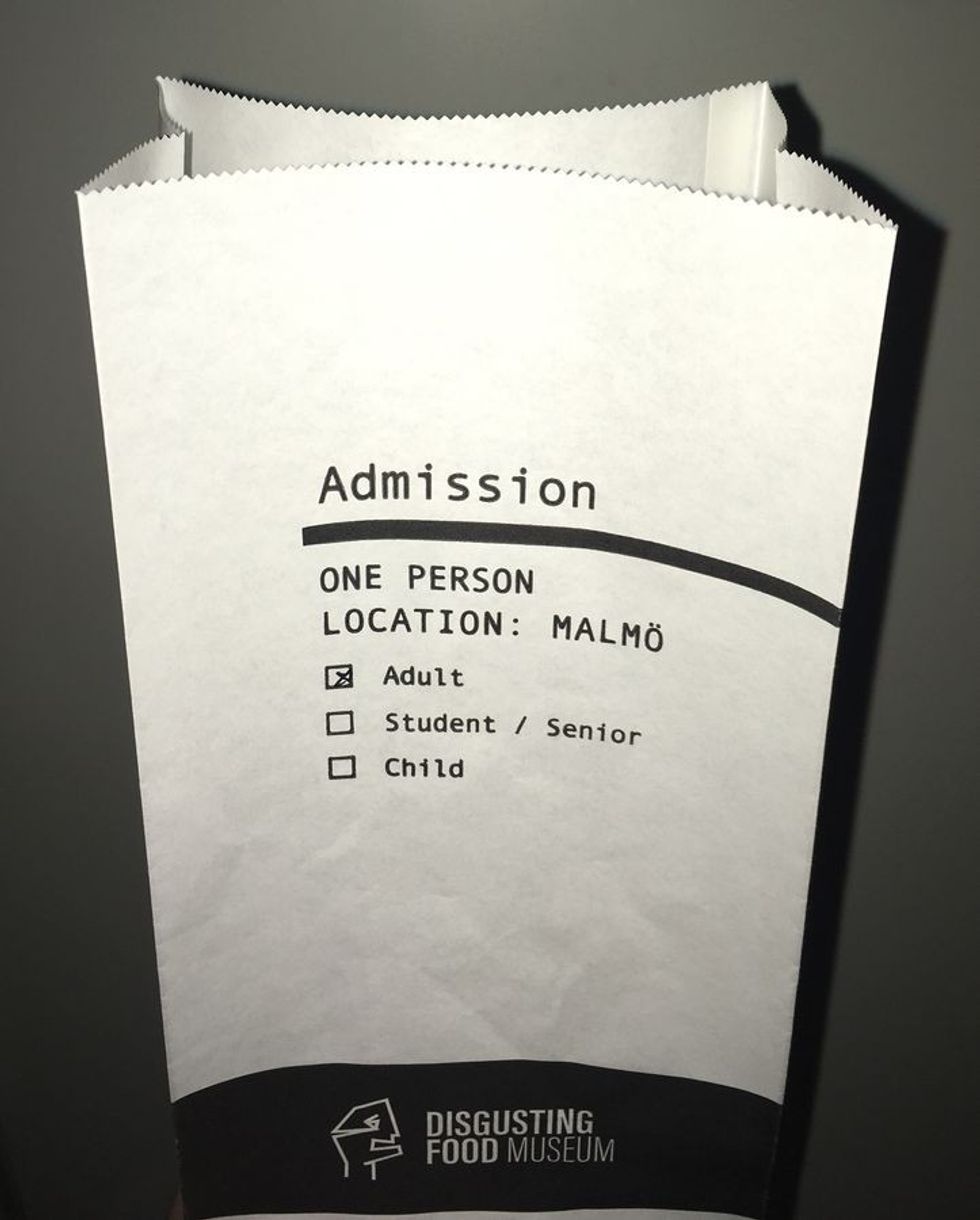 Admission
ONE PERSON
LOCATION: MALMÖ
Adult
Student / Senior
Child
DISGUSTING
FOOD MUSEUM